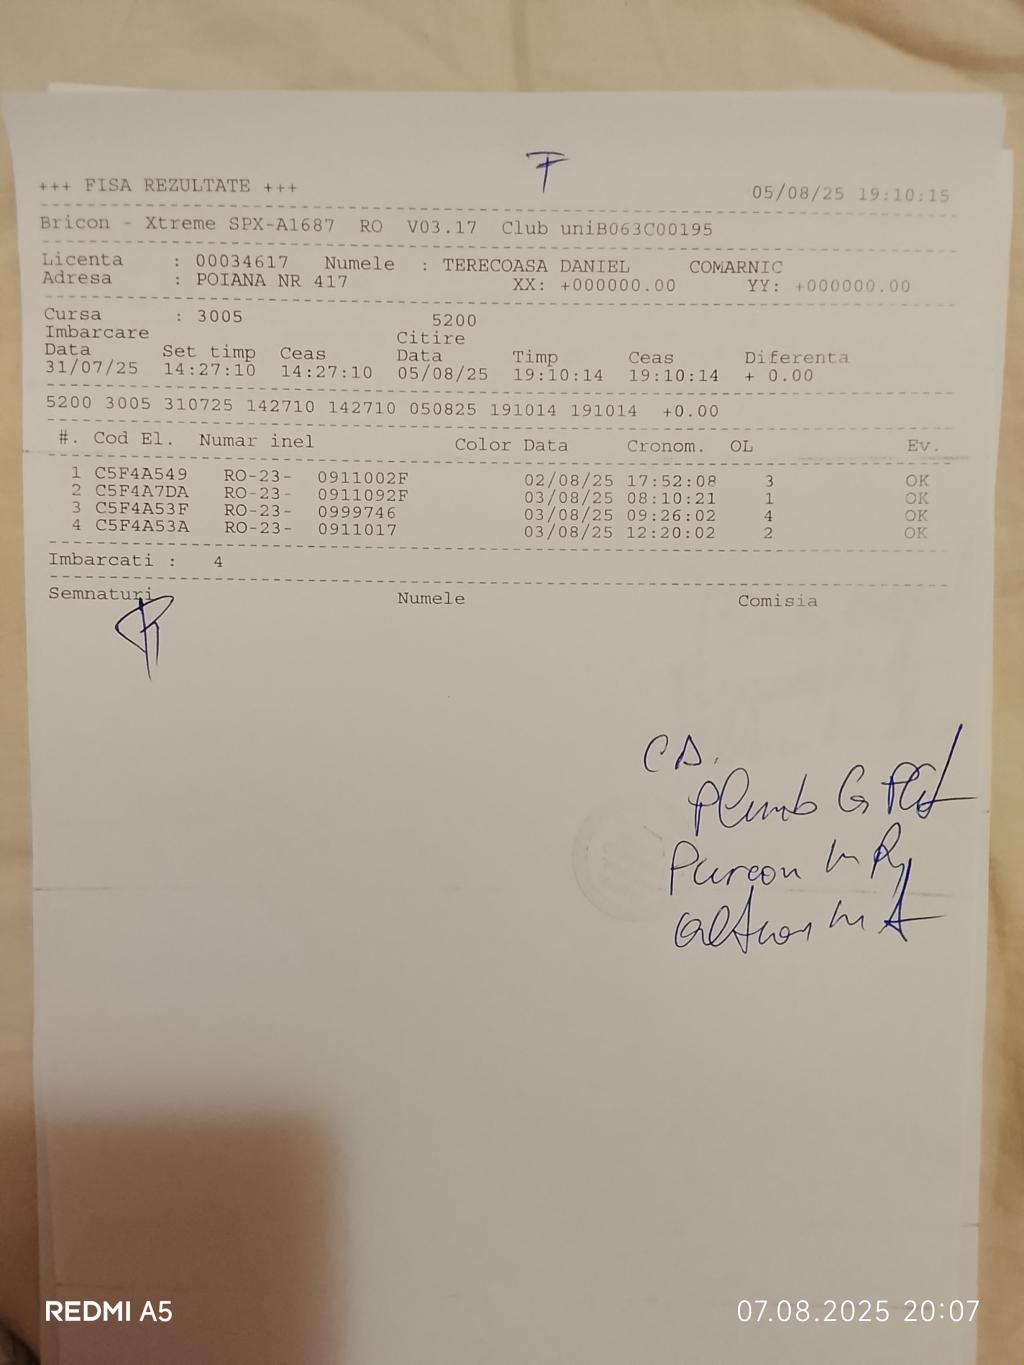 F
+++ FISA REZULTATE +++ 05/08/25 19:10:15
Bricon - Xtreme SPX-A1687 RO V03.17 Club uniB063C00195
Licenta : 00034617 Numele : TERECOASA DANIEL COMARNIC
Adresa : POIANA NR 417 XX: +000000.00 YY: +000000.00
Cursa : 3005 5200
Imbarcare Citire
Data Set timp Ceas Data Timp Ceas Diferenta
31/07/25 14:27:10 14:27:10 05/08/25 19:10:14 19:10:14 + 0.00
5200 3005 310725 142710 142710 050825 191014 191014 +0.00
#. Cod El. Numar inel Color Data Cronom. OL Ev.
1 C5F4A549 RO-23- 0911002F 02/08/25 17:52:08 3 OK
2 C5F4A7DA RO-23- 0911092F 03/08/25 08:10:21 1 OK
3 C5F4A53F RO-23- 0999746 03/08/25 09:26:02 4 OK
4 C5F4A53A RO-23- 0911017 03/08/25 12:20:02 2 OK
Imbarcati : 4
Semnaturi Numele Comisia
Plumb G
REDMI A5 07.08.2025 20:07